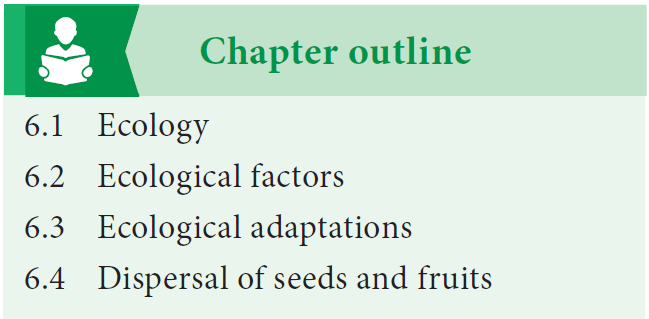 Chapter outline
6.1 Ecology
6.2 Ecological factors
6.3 Ecological adaptations
6.4 Dispersal of seeds and fruits